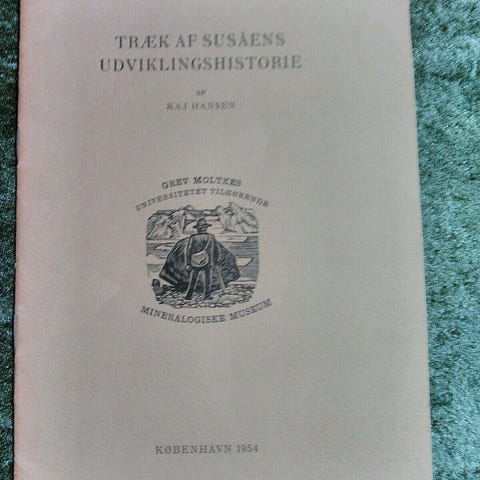 TRÆK AF SUSÅENS
UDVIKLINGSHISTORIE
AF
KAJ HANSEN
GREV MOLTKES
UNIVERSITETET TILHØRENDE
MINERALOGISKE MUSEUM
KØBENHAVN 1954